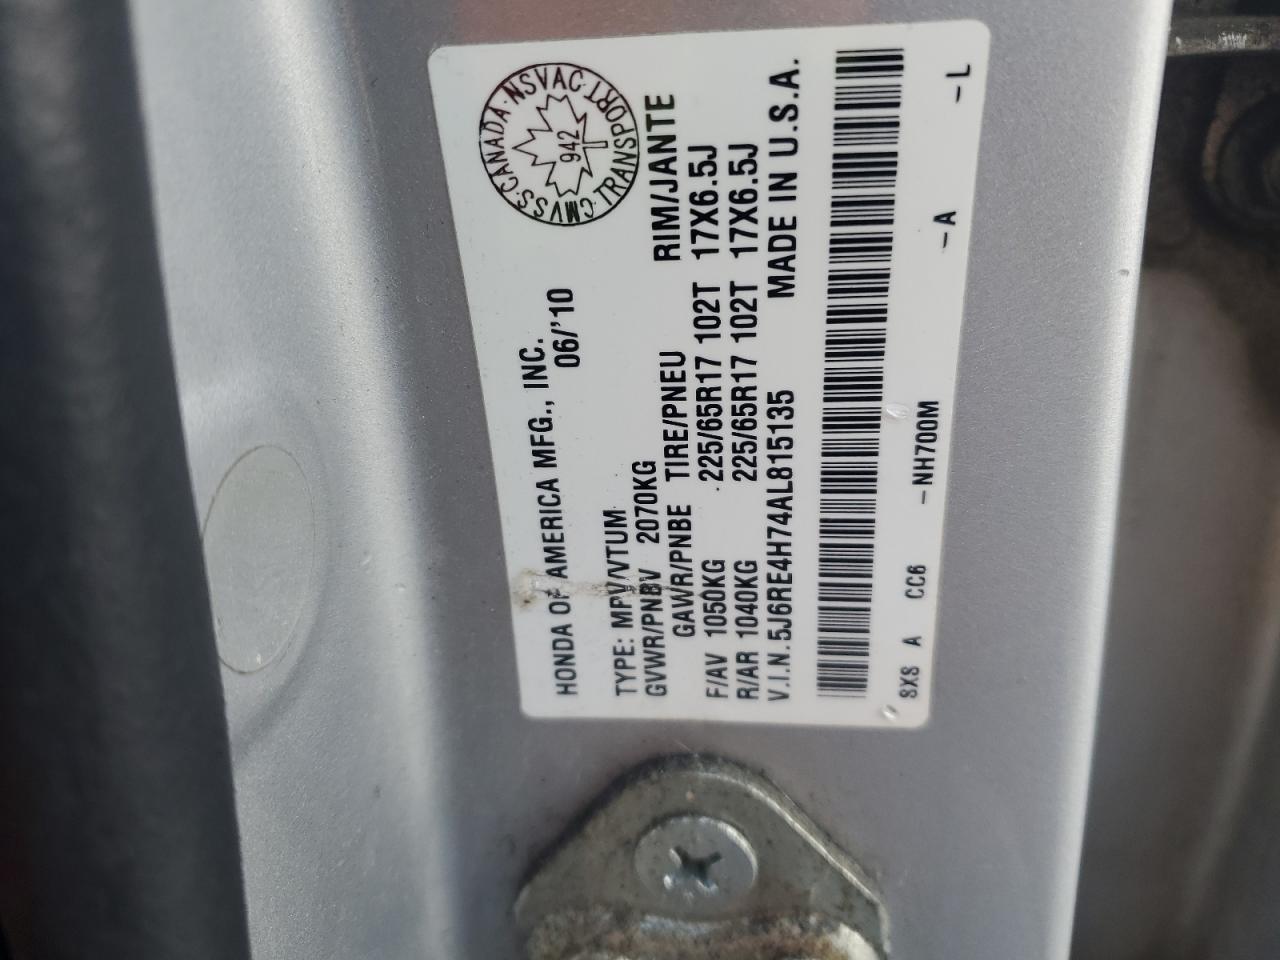 HONDA OF AMERICA MFG., INC.
06/'10
CMVSS · CANADA · NSVAC · TRANSPORT
942
TYPE: MPV/VTUM
GVWR/PNBV 2070KG
GAWR/PNBE TIRE/PNEU RIM/JANTE
F/AV 1050KG 225/65R17 102T 17X6.5J
R/AR 1040KG 225/65R17 102T 17X6.5J
V.I.N. 5J6RE4H74AL815135 MADE IN U.S.A.
SXS A CC6 -NH700M -A -L